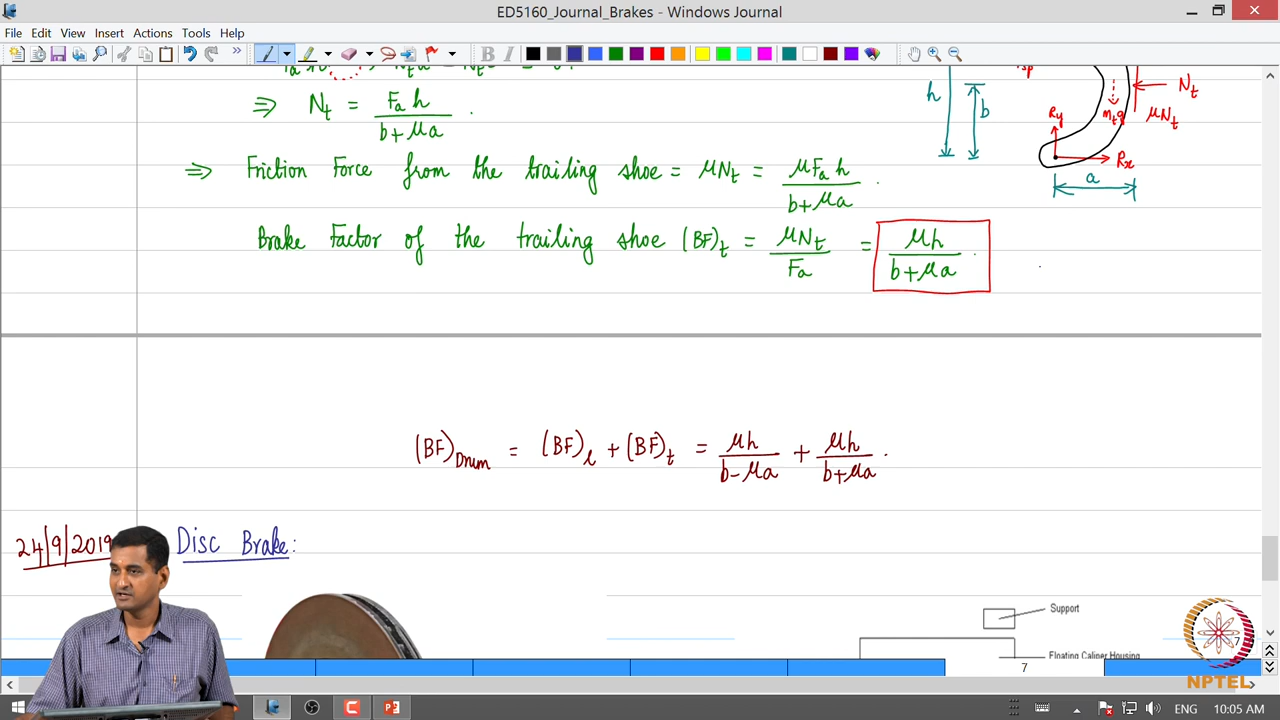 ED5160_Journal_Brakes - Windows Journal
File Edit View Insert Actions Tools Help
⇒ Nt = Fa h / b+μa .
h b Ry mtg Nt μNt Rx a
⇒ Friction Force from the trailing shoe = μNt = μFa h / b+μa .
Brake Factor of the trailing shoe (BF)t = μNt / Fa = μh / b+μa .
(BF)Drum = (BF)l + (BF)t = μh / b-μa + μh / b+μa .
24/9/2019 Disc Brake:
Support
Floating Caliper Housing
7
7
NPTEL
ENG 10:05 AM